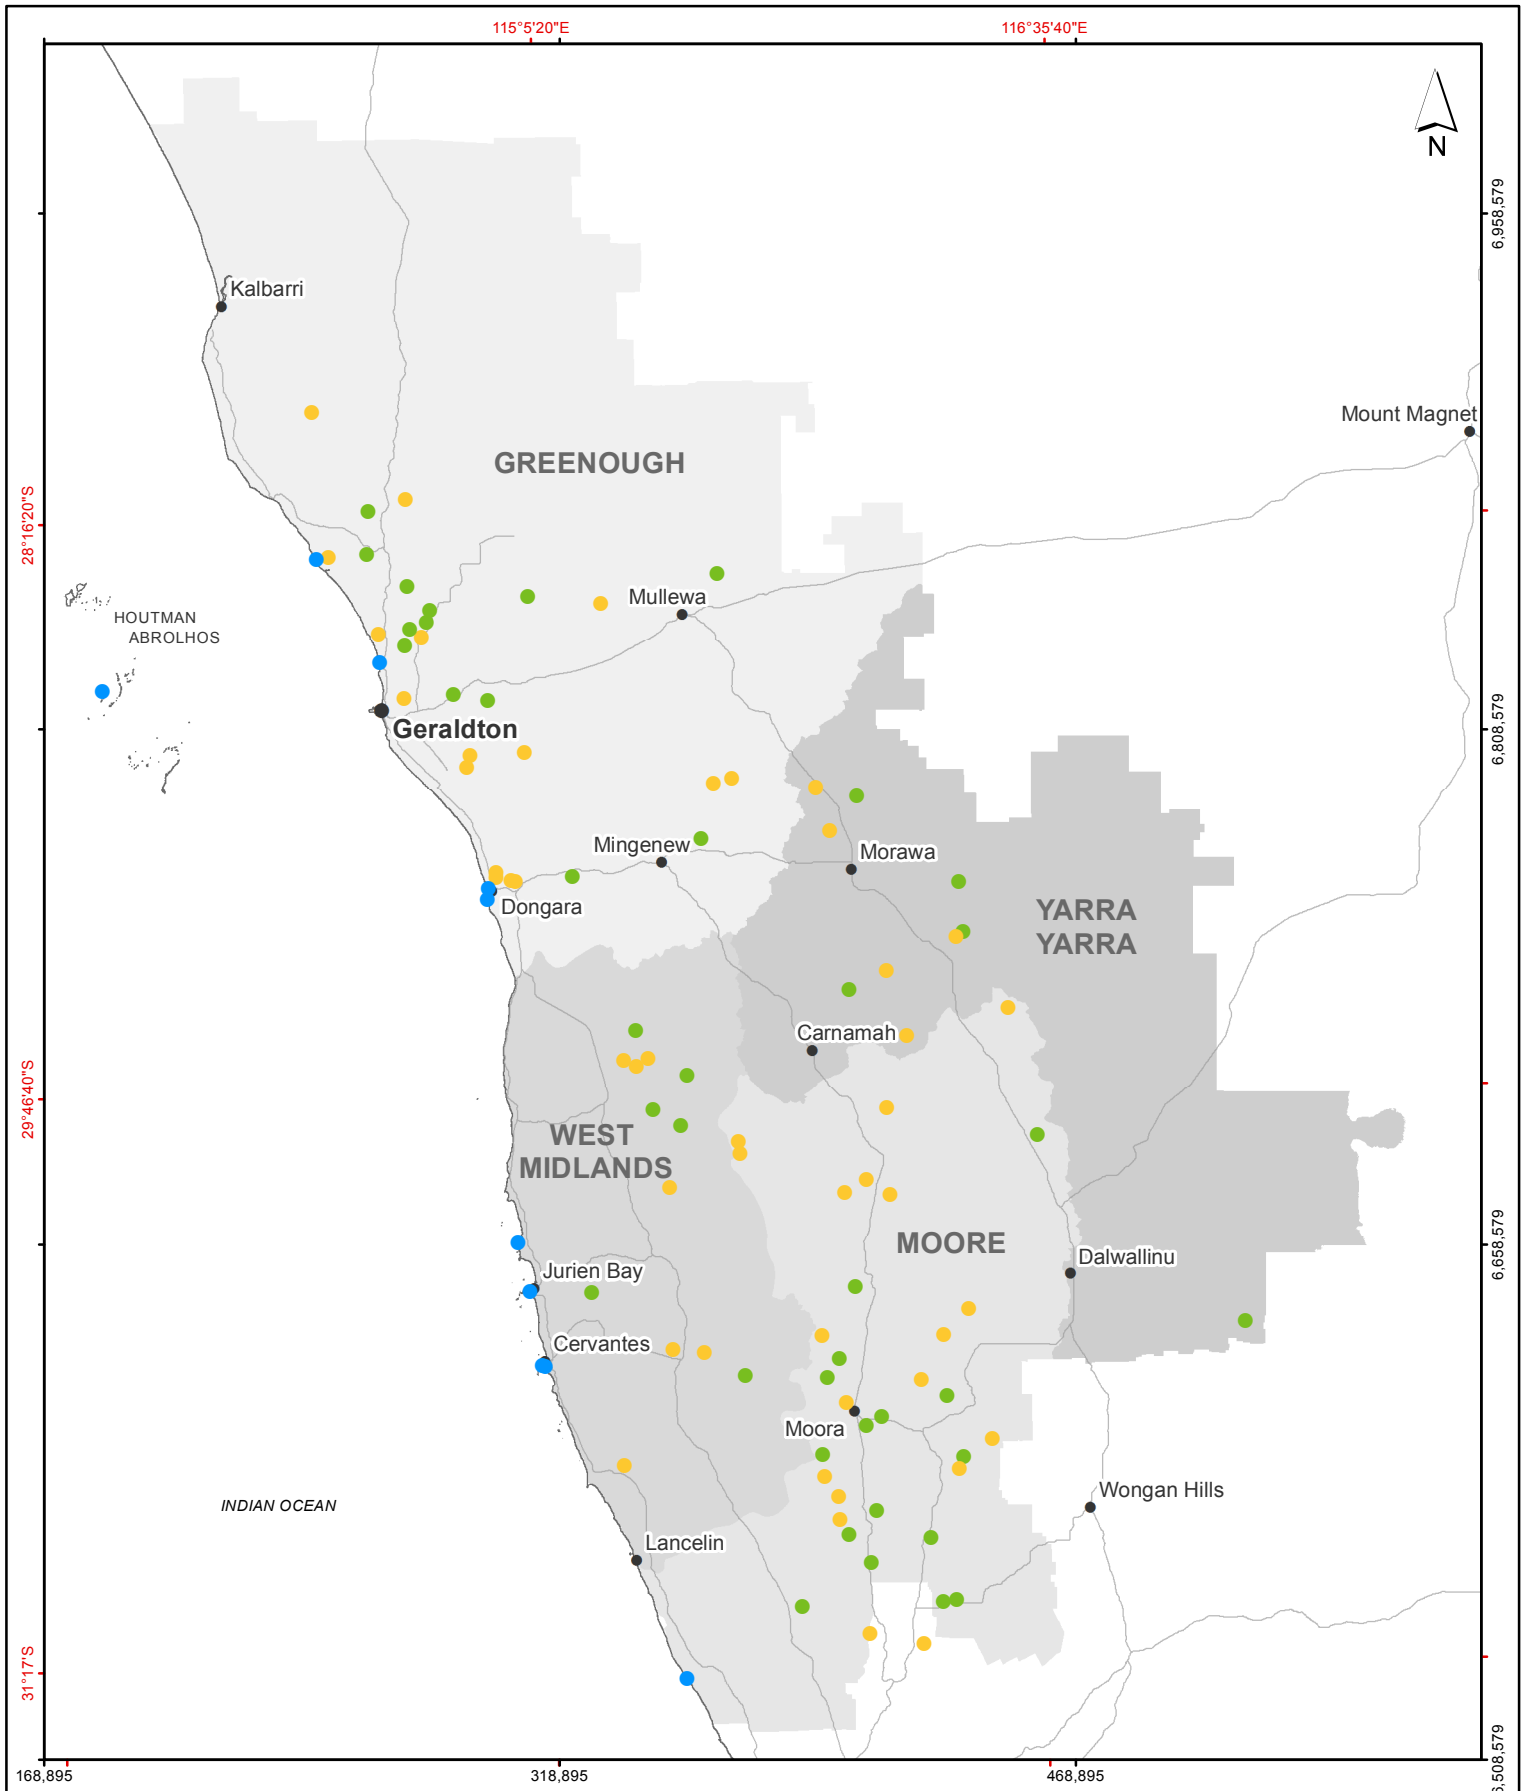 115°5'20"E
116°35'40"E
N
6,958,579
Kalbarri
Mount Magnet
GREENOUGH
28°16'20"S
Mullewa
HOUTMAN
ABROLHOS
Geraldton
6,808,579
Mingenew
Morawa
Dongara
YARRA
YARRA
Carnamah
29°46'40"S
WEST
MIDLANDS
MOORE
6,658,579
Dalwallinu
Jurien Bay
Cervantes
Moora
Wongan Hills
INDIAN OCEAN
Lancelin
31°17'S
6,508,579
168,895
318,895
468,895